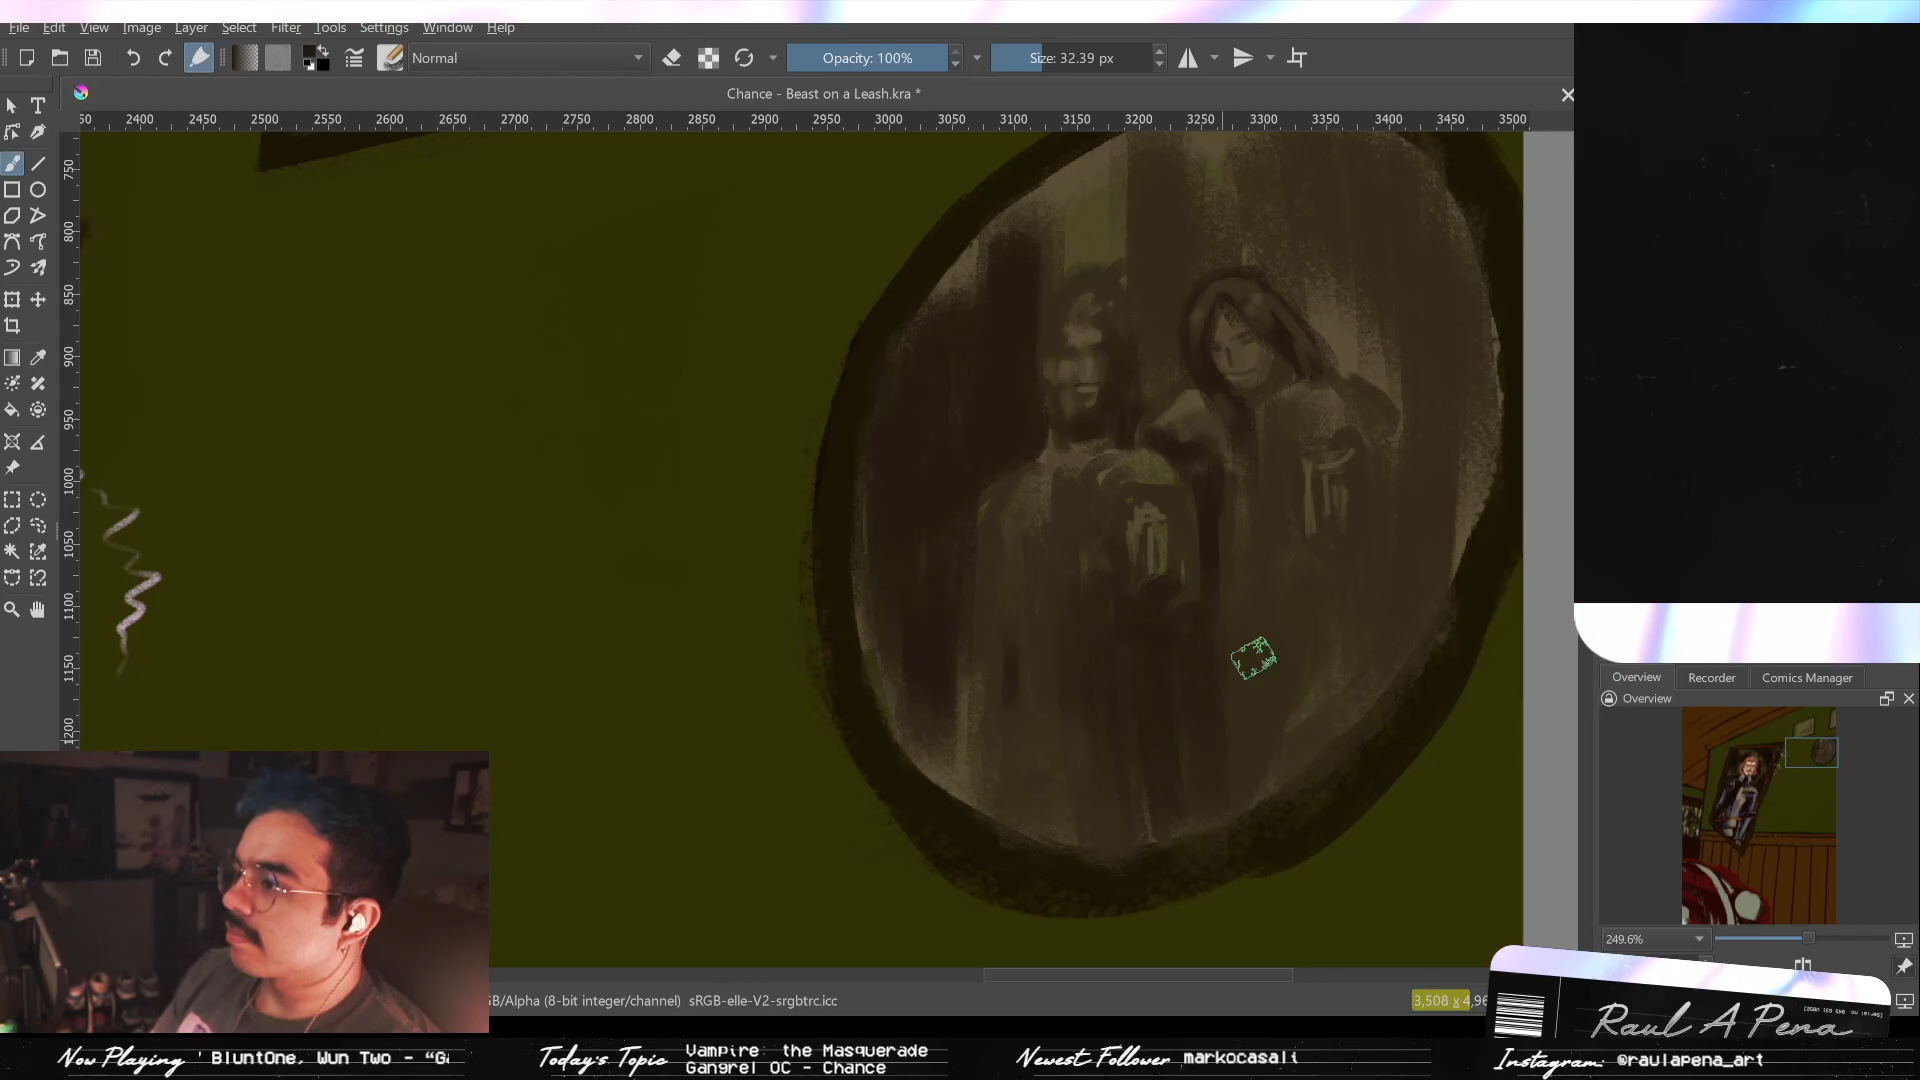 File Edit View Image Layer Select Filter Tools Settings Window Help
Normal Opacity: 100% Size: 32.39 px
Chance - Beast on a Leash.kra *
50 2400 2450 2500 2550 2600 2650 2700 2750 2800 2850 2900 2950 3000 3050 3100 3150 3200 3250 3300 3350 3400 3450 3500
750
800
850
900
950
1000
1050
1100
1150
1200
Overview Recorder Comics Manager
Overview
249.6%
GB/Alpha (8-bit integer/channel) sRGB-elle-V2-srgbtrc.icc
3,508 x 4,96
Raul A Pena
Now Playing ' BluntOne, Wun Two - "Ga
Today's Topic Vampire: the Masquerade
Gangrel OC - Chance
Newest Follower markocasali
Instagram: @raulapena_art